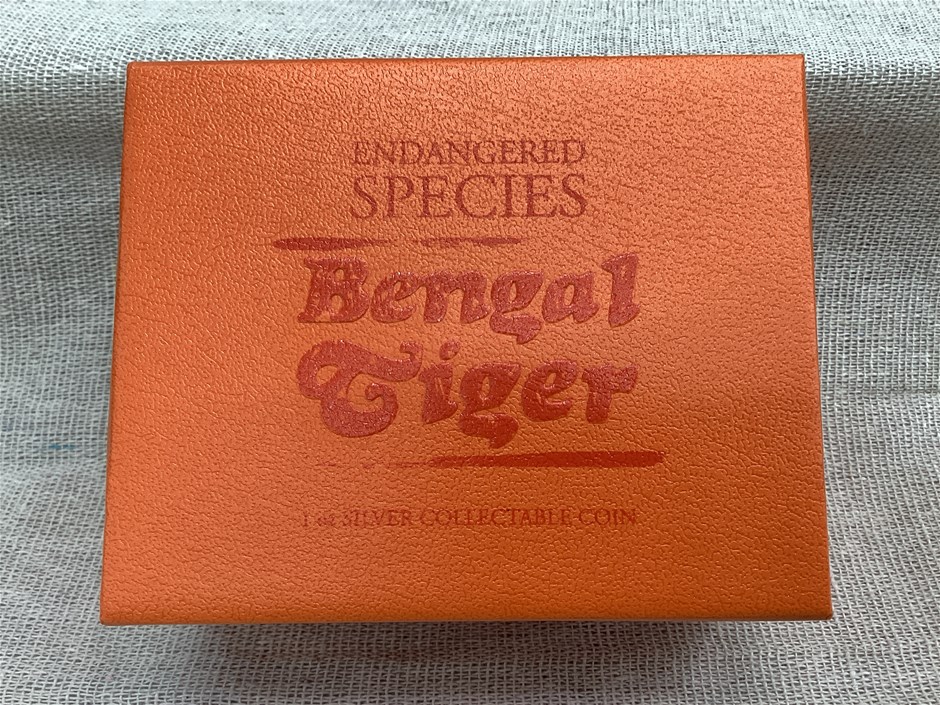 ENDANGERED
SPECIES
Bengal
Tiger
1 oz SILVER COLLECTABLE COIN